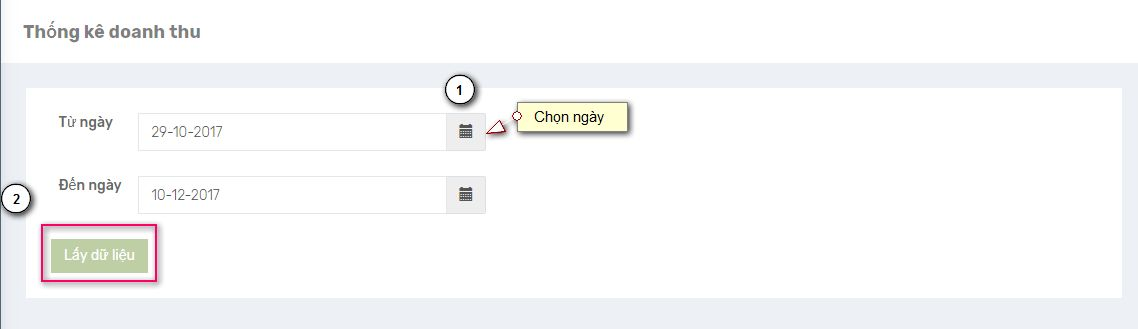 Thống kê doanh thu
1
Từ ngày
29-10-2017
Chọn ngày
Đến ngày
10-12-2017
2
Lấy dữ liệu